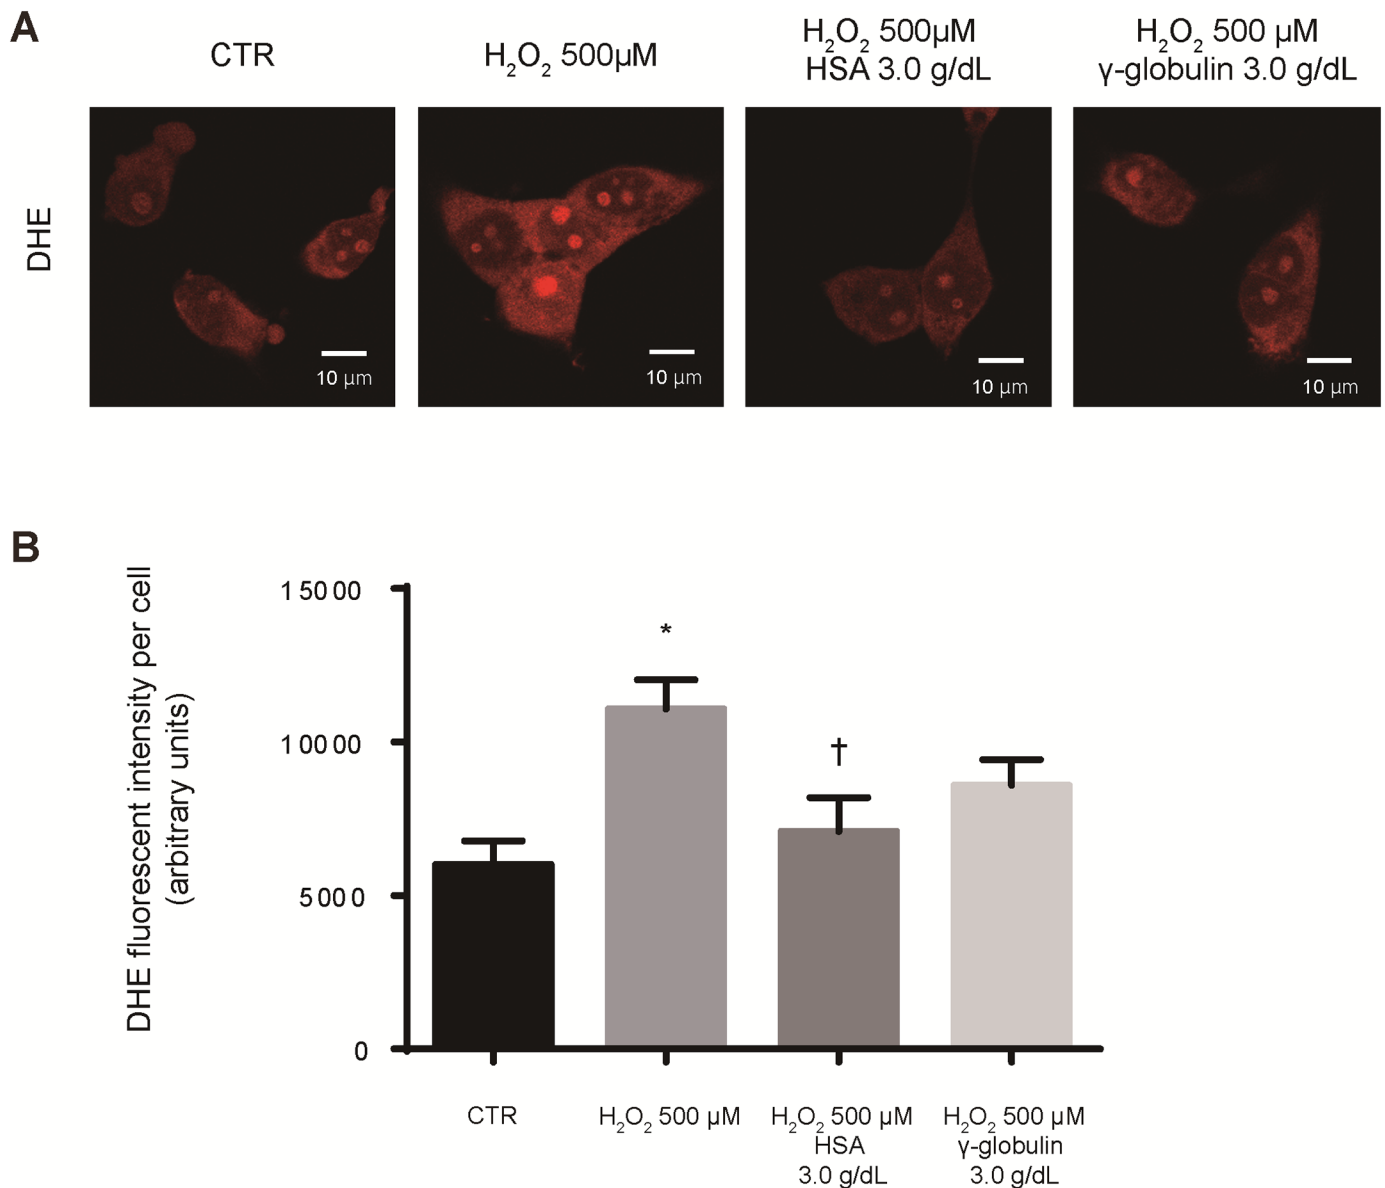 A
CTR
H₂O₂ 500µM
H₂O₂ 500µM
HSA 3.0 g/dL
H₂O₂ 500 µM
γ-globulin 3.0 g/dL
DHE
10 µm
10 µm
10 µm
10 µm
B
DHE fluorescent intensity per cell
(arbitrary units)
15000
10000
5000
0
*
†
CTR
H₂O₂ 500 µM
H₂O₂ 500 µM
HSA
3.0 g/dL
H₂O₂ 500 µM
γ-globulin
3.0 g/dL